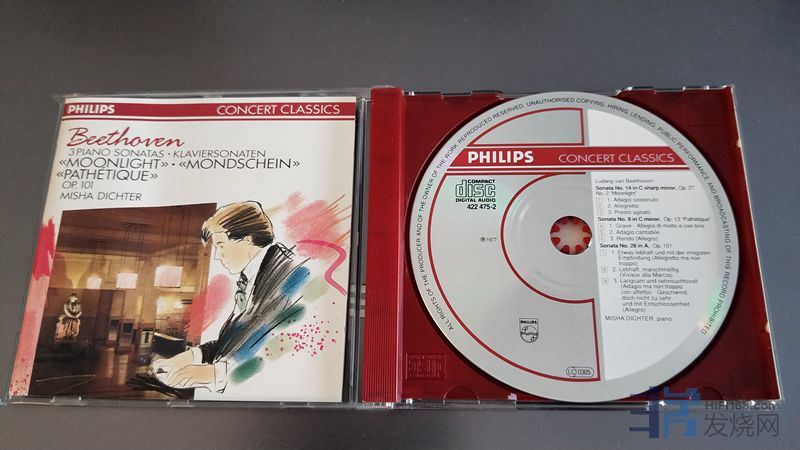 PHILIPS
CONCERT CLASSICS
Beethoven
3 PIANO SONATAS · KLAVIERSONATEN
«MOONLIGHT» · «MONDSCHEIN»
«PATHÉTIQUE»
OP. 101
MISHA DICHTER
ALL RIGHTS OF THE PRODUCER AND OF THE OWNER OF THE WORK REPRODUCED RESERVED. UNAUTHORISED COPYING, HIRING, LENDING, PUBLIC PERFORMANCE AND BROADCASTING OF THIS RECORD PROHIBITED
PHILIPS
CONCERT CLASSICS
COMPACT
disc
DIGITAL AUDIO
422 475-2
℗ 1977
Ludwig van Beethoven
Sonata No. 14 in C sharp minor, Op. 27
No. 2 'Moonlight'
1. Adagio sostenuto
2. Allegretto
3. Presto agitato
Sonata No. 8 in C minor, Op. 13 'Pathétique'
1. Grave - Allegro di molto e con brio
2. Adagio cantabile
3. Rondo (Allegro)
Sonata No. 28 in A, Op. 101
1. Etwas lebhaft und mit der innigsten
Empfindung (Allegretto ma non
troppo)
2. Lebhaft, marschmäßig
(Vivace alla Marcia)
3. Langsam und sehnsuchtsvoll
(Adagio ma non troppo,
con affetto) - Geschwind,
doch nicht zu sehr
und mit Entschlossenheit
(Allegro)
MISHA DICHTER, piano
PHILIPS
LC 0305
HIFI168.com
发烧网